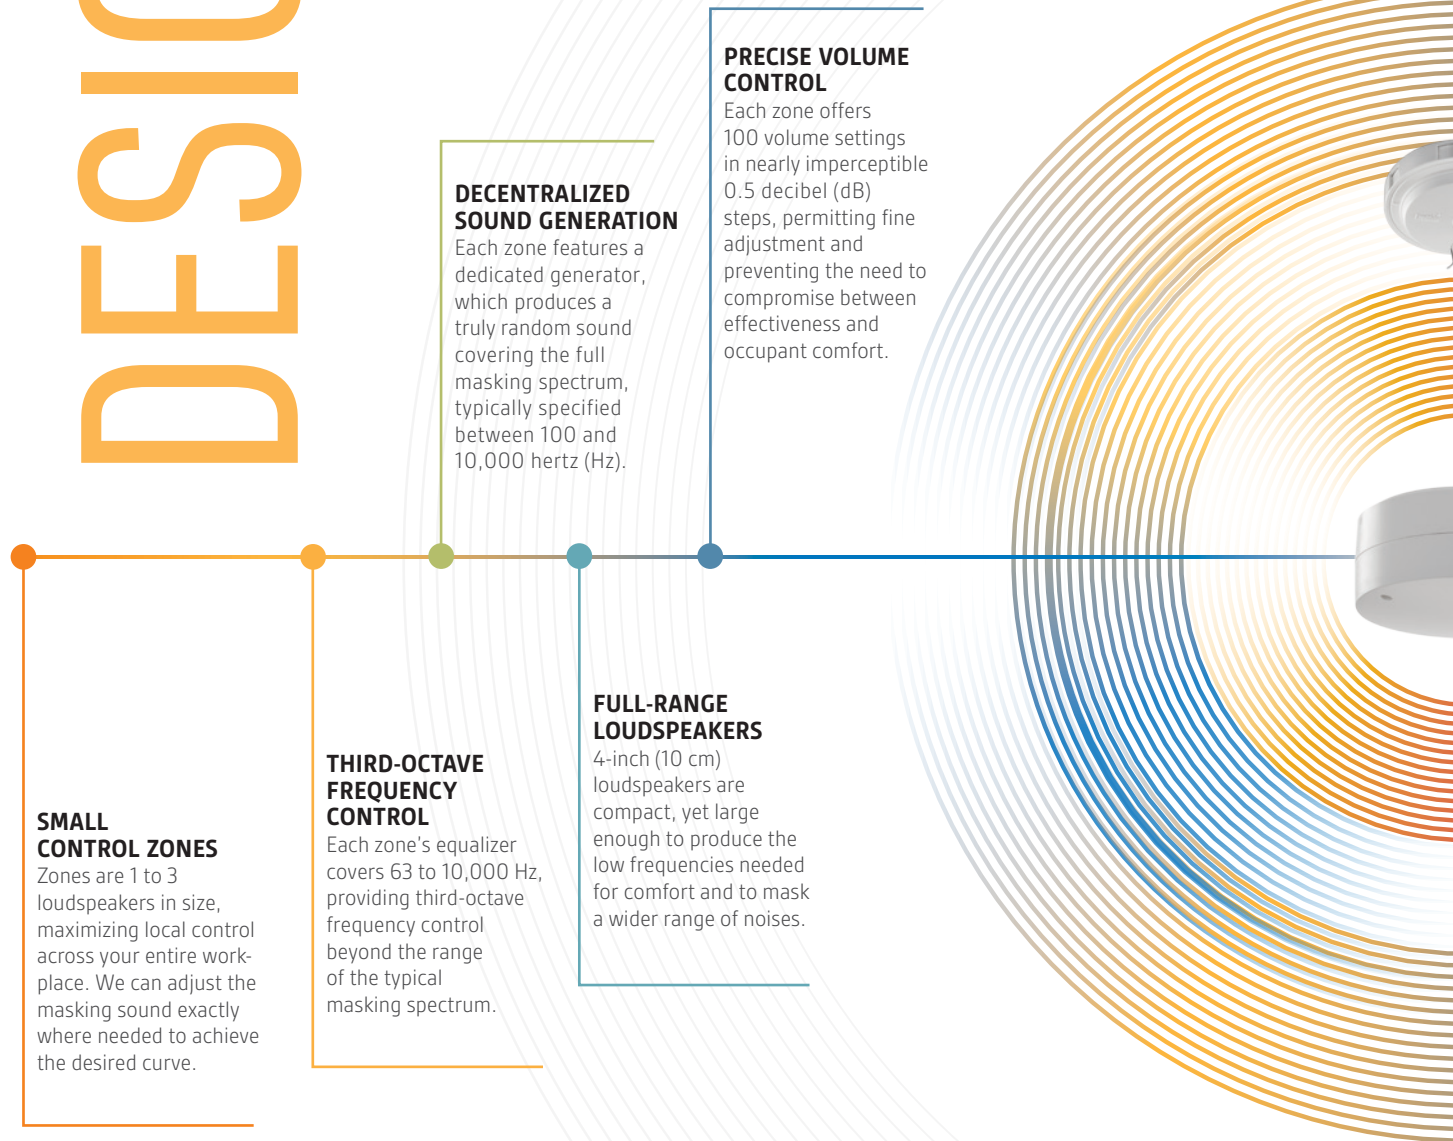 DESIG
SMALL
CONTROL ZONES
Zones are 1 to 3
loudspeakers in size,
maximizing local control
across your entire work-
place. We can adjust the
masking sound exactly
where needed to achieve
the desired curve.
THIRD-OCTAVE
FREQUENCY
CONTROL
Each zone's equalizer
covers 63 to 10,000 Hz,
providing third-octave
frequency control
beyond the range
of the typical
masking spectrum.
DECENTRALIZED
SOUND GENERATION
Each zone features a
dedicated generator,
which produces a
truly random sound
covering the full
masking spectrum,
typically specified
between 100 and
10,000 hertz (Hz).
FULL-RANGE
LOUDSPEAKERS
4-inch (10 cm)
loudspeakers are
compact, yet large
enough to produce the
low frequencies needed
for comfort and to mask
a wider range of noises.
PRECISE VOLUME
CONTROL
Each zone offers
100 volume settings
in nearly imperceptible
0.5 decibel (dB)
steps, permitting fine
adjustment and
preventing the need to
compromise between
effectiveness and
occupant comfort.